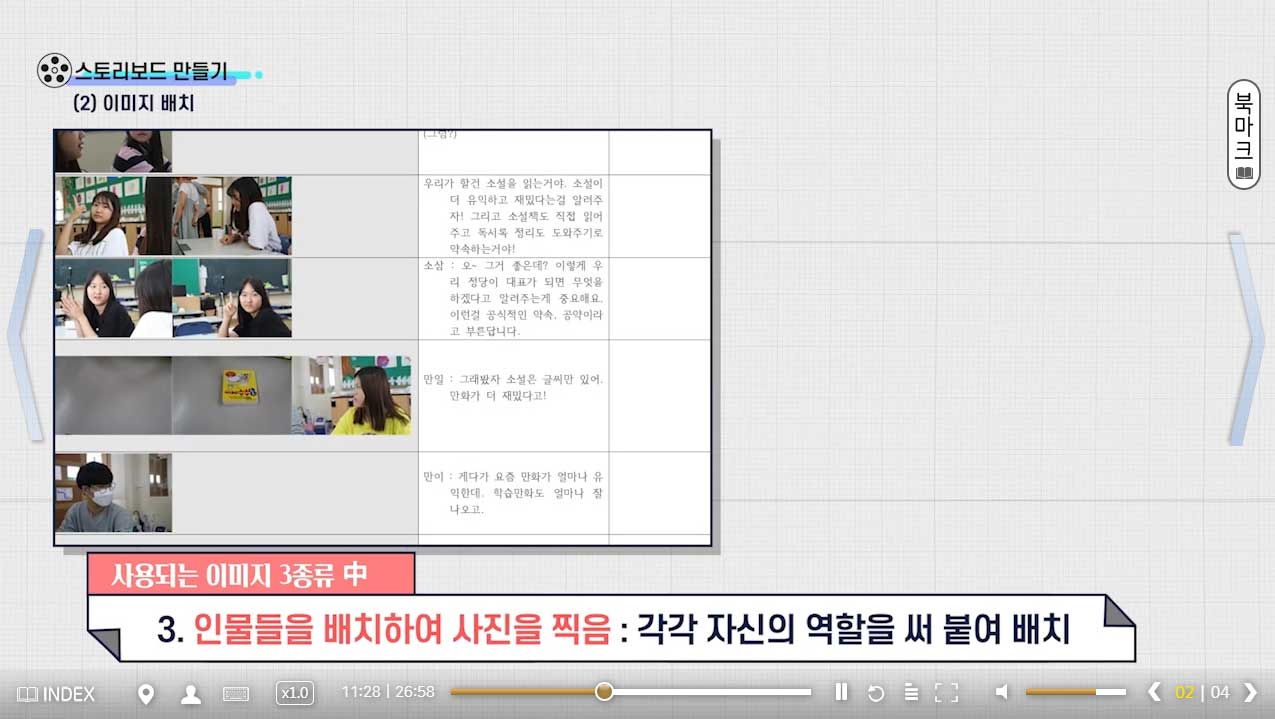 스토리보드 만들기
(2) 이미지 배치
북마크
(그럼?)
우리가 할건 소설을 읽는거야. 소설이
더 유익하고 재밌다는걸 알려주
자! 그리고 소설책도 직접 읽어
주고 독서록 정리도 도와주기로
약속하는거야!
소삼 : 오~ 그거 좋은데? 이렇게 우
리 정당이 대표가 되면 무엇을
하겠다고 알려주는게 중요해요.
이런걸 공식적인 약속, 공약이라
고 부른답니다.
만일 : 그래봤자 소설은 글씨만 있어.
만화가 더 재밌다고!
만이 : 게다가 요즘 만화가 얼마나 유
익한데. 학습만화도 얼마나 잘
나오고.
사용되는 이미지 3종류 中
3. 인물들을 배치하여 사진을 찍음 : 각각 자신의 역할을 써 붙여 배치
INDEX
x1.0
11:28 | 26:58
02 | 04